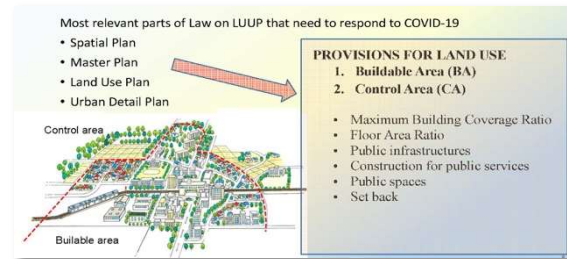 Most relevant parts of Law on LUUP that need to respond to COVID-19
• Spatial Plan
• Master Plan
• Land Use Plan
• Urban Detail Plan
PROVISIONS FOR LAND USE
1. Buildable Area (BA)
2. Control Area (CA)
• Maximum Building Coverage Ratio
• Floor Area Ratio
• Public infrastructures
• Construction for public services
• Public spaces
• Set back
Control area
Builable area